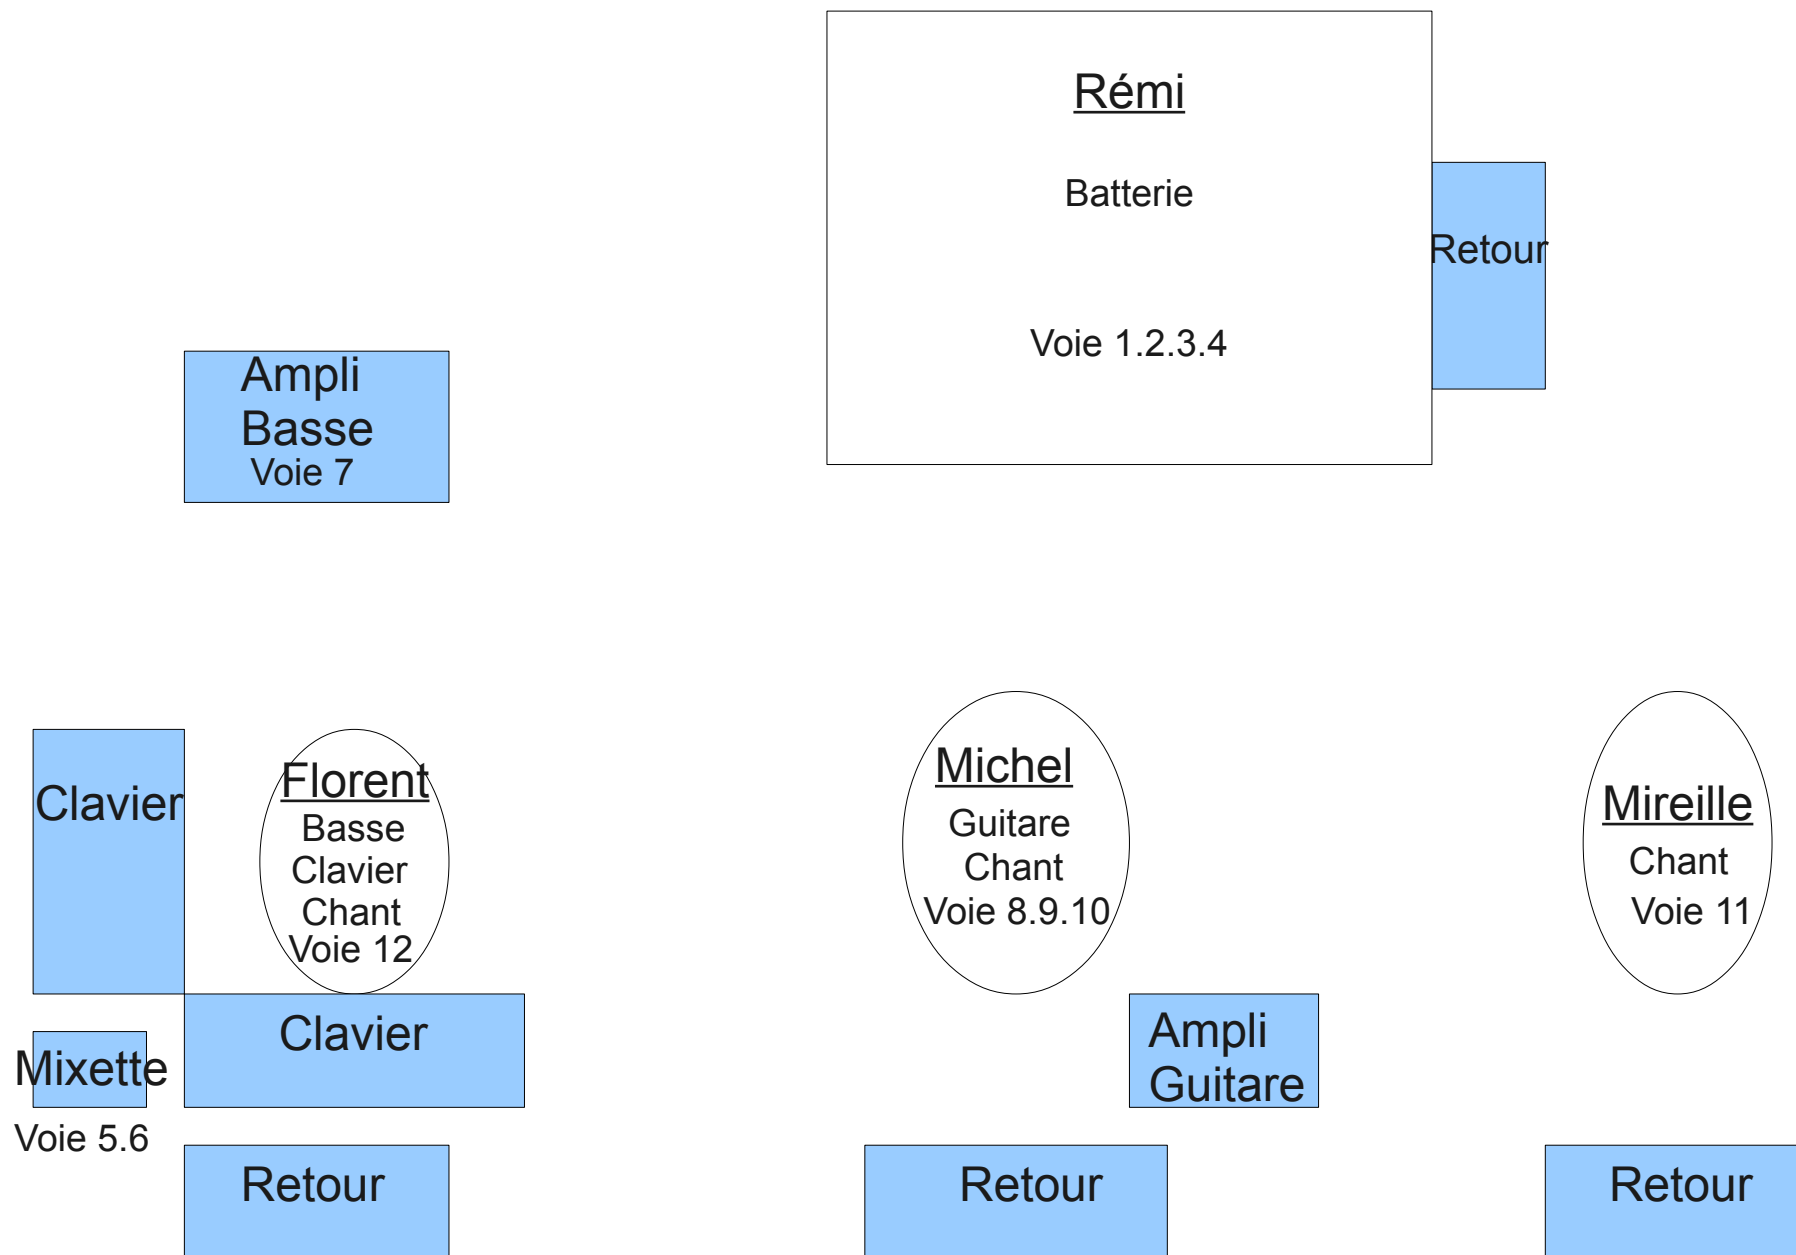 Rémi
Batterie
Retour
Voie 1.2.3.4
Ampli
Basse
Voie 7
Clavier
Florent
Basse
Clavier
Chant
Voie 12
Michel
Guitare
Chant
Voie 8.9.10
Mireille
Chant
Voie 11
Mixette
Voie 5.6
Clavier
Ampli
Guitare
Retour
Retour
Retour